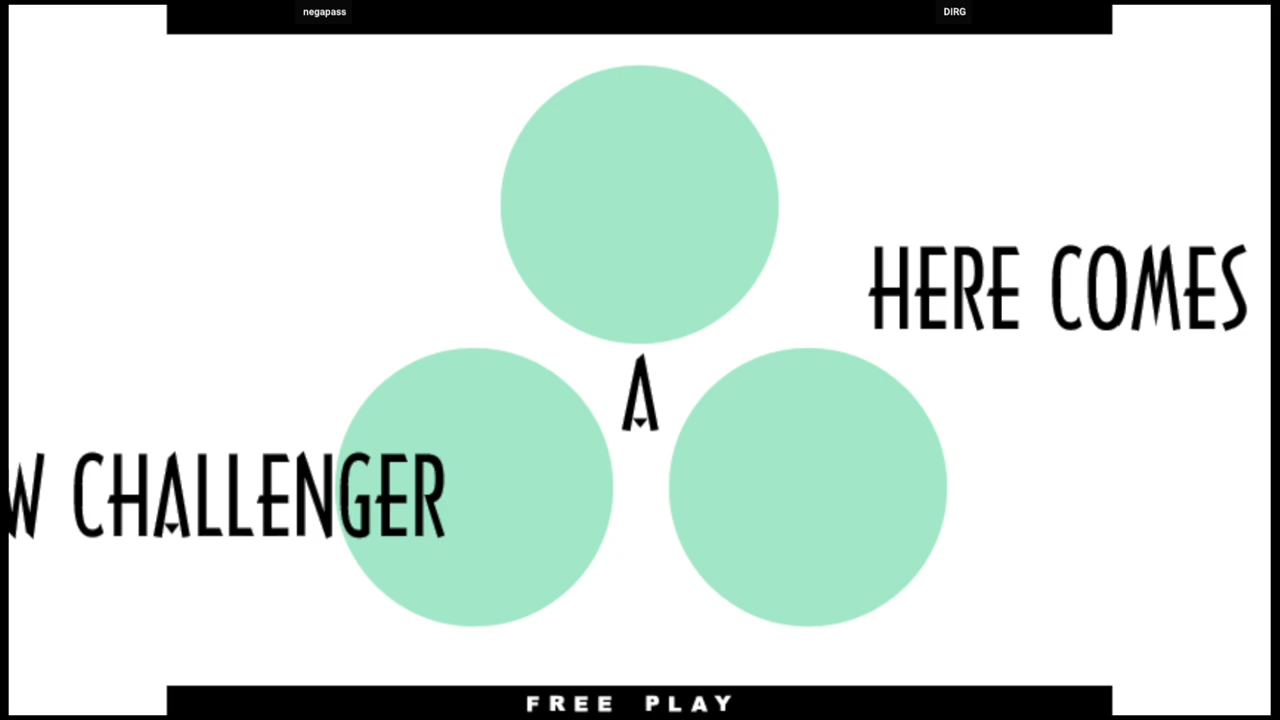 negapass
DIRG
HERE COMES
A
W CHALLENGER
FREE PLAY